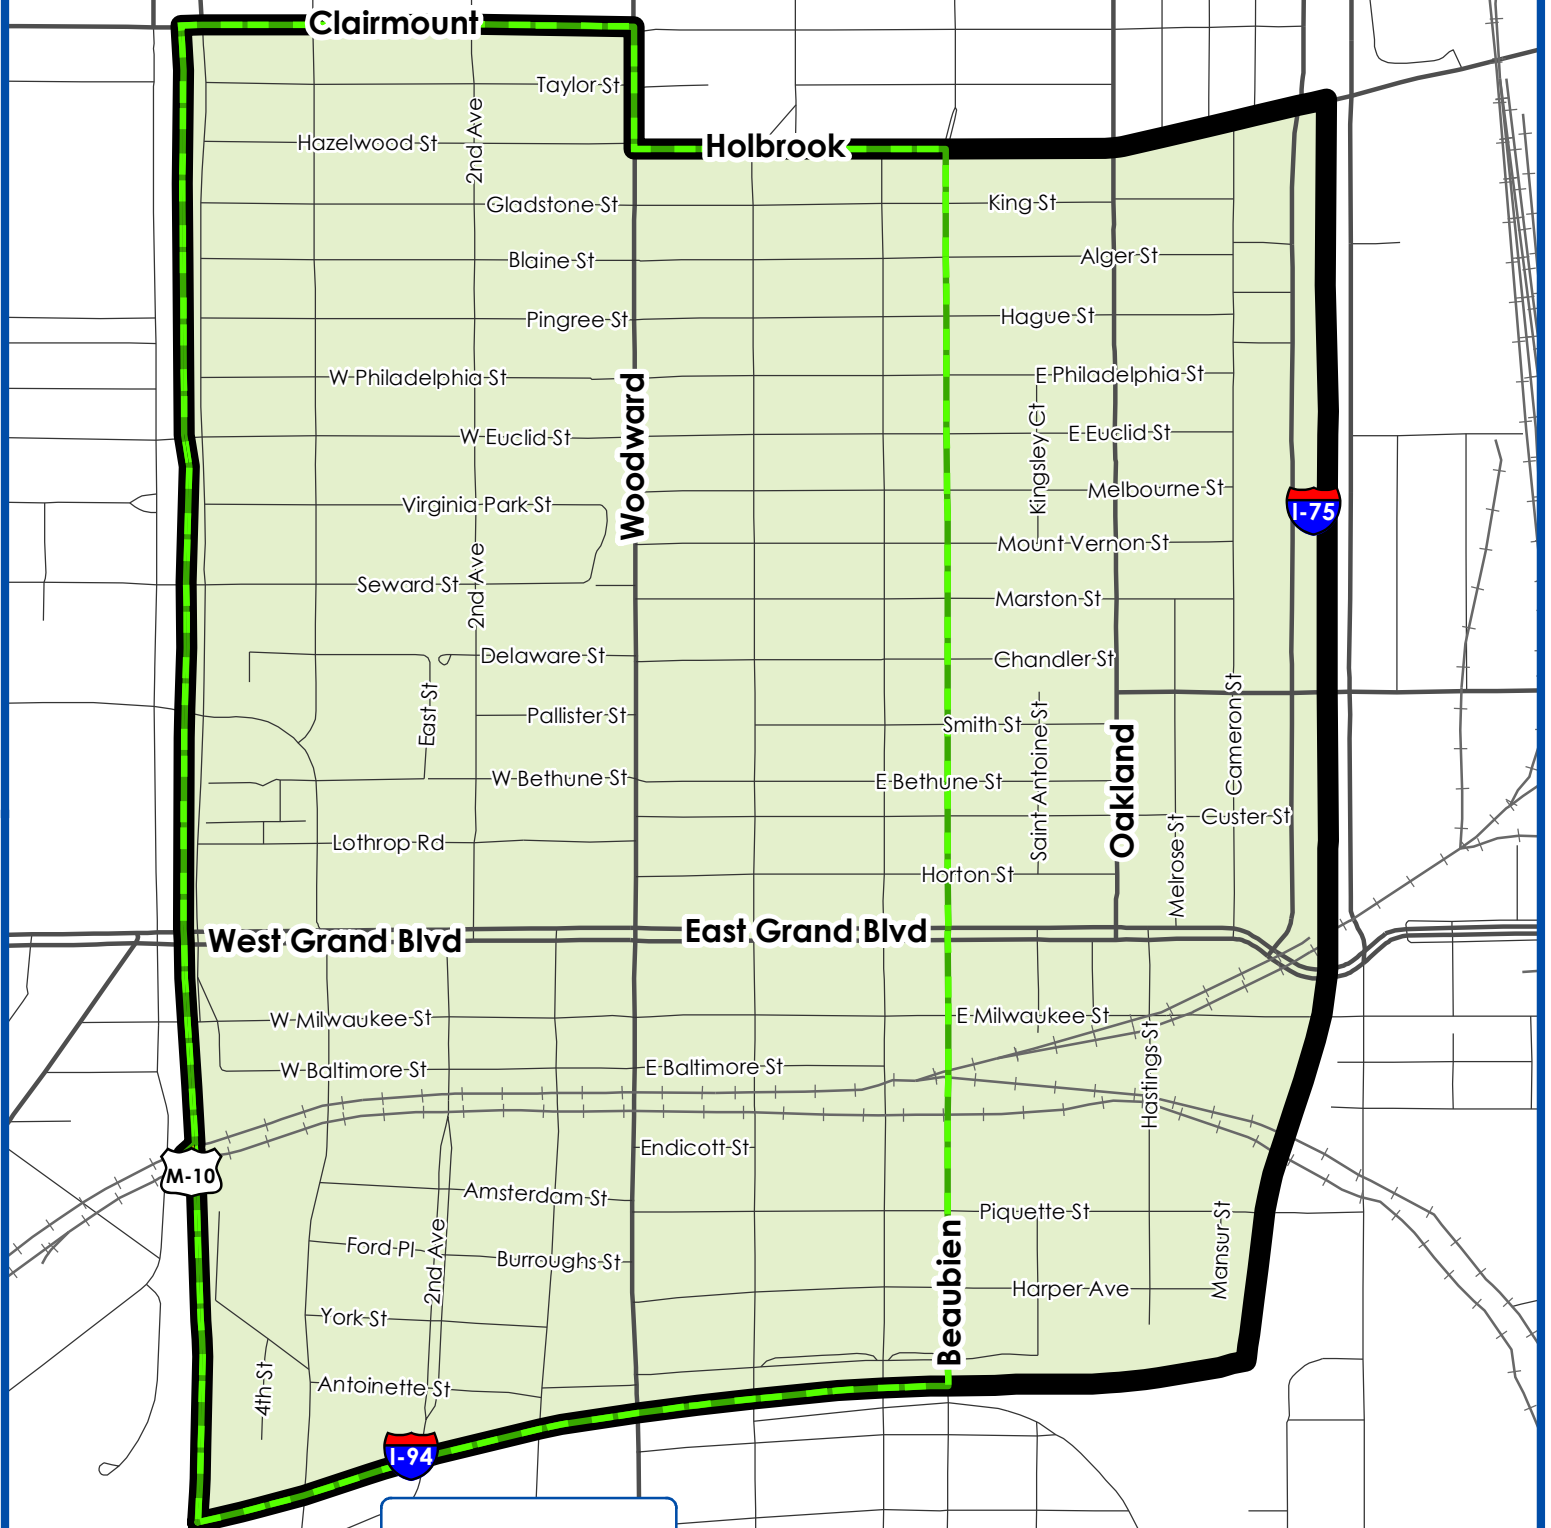 Clairmount
Taylor St
2nd Ave
Hazelwood St
Holbrook
Gladstone St
King St
Blaine St
Alger St
Pingree St
Hague St
W Philadelphia St
E Philadelphia St
Woodward
Kingsley Ct
W Euclid St
E Euclid St
Virginia Park St
Melbourne St
I-75
Mount Vernon St
2nd Ave
Seward St
Marston St
Delaware St
Chandler St
East St
Pallister St
Smith St
Saint Antoine St
Oakland
Cameron St
W Bethune St
E Bethune St
Custer St
Lothrop Rd
Melrose St
Horton St
West Grand Blvd
East Grand Blvd
W Milwaukee St
E Milwaukee St
W Baltimore St
E Baltimore St
Hastings St
Endicott St
M-10
Amsterdam St
Piquette St
Mansur St
Ford Pl
2nd Ave
Burroughs St
Beaubien
Harper Ave
York St
4th St
Antoinette St
I-94